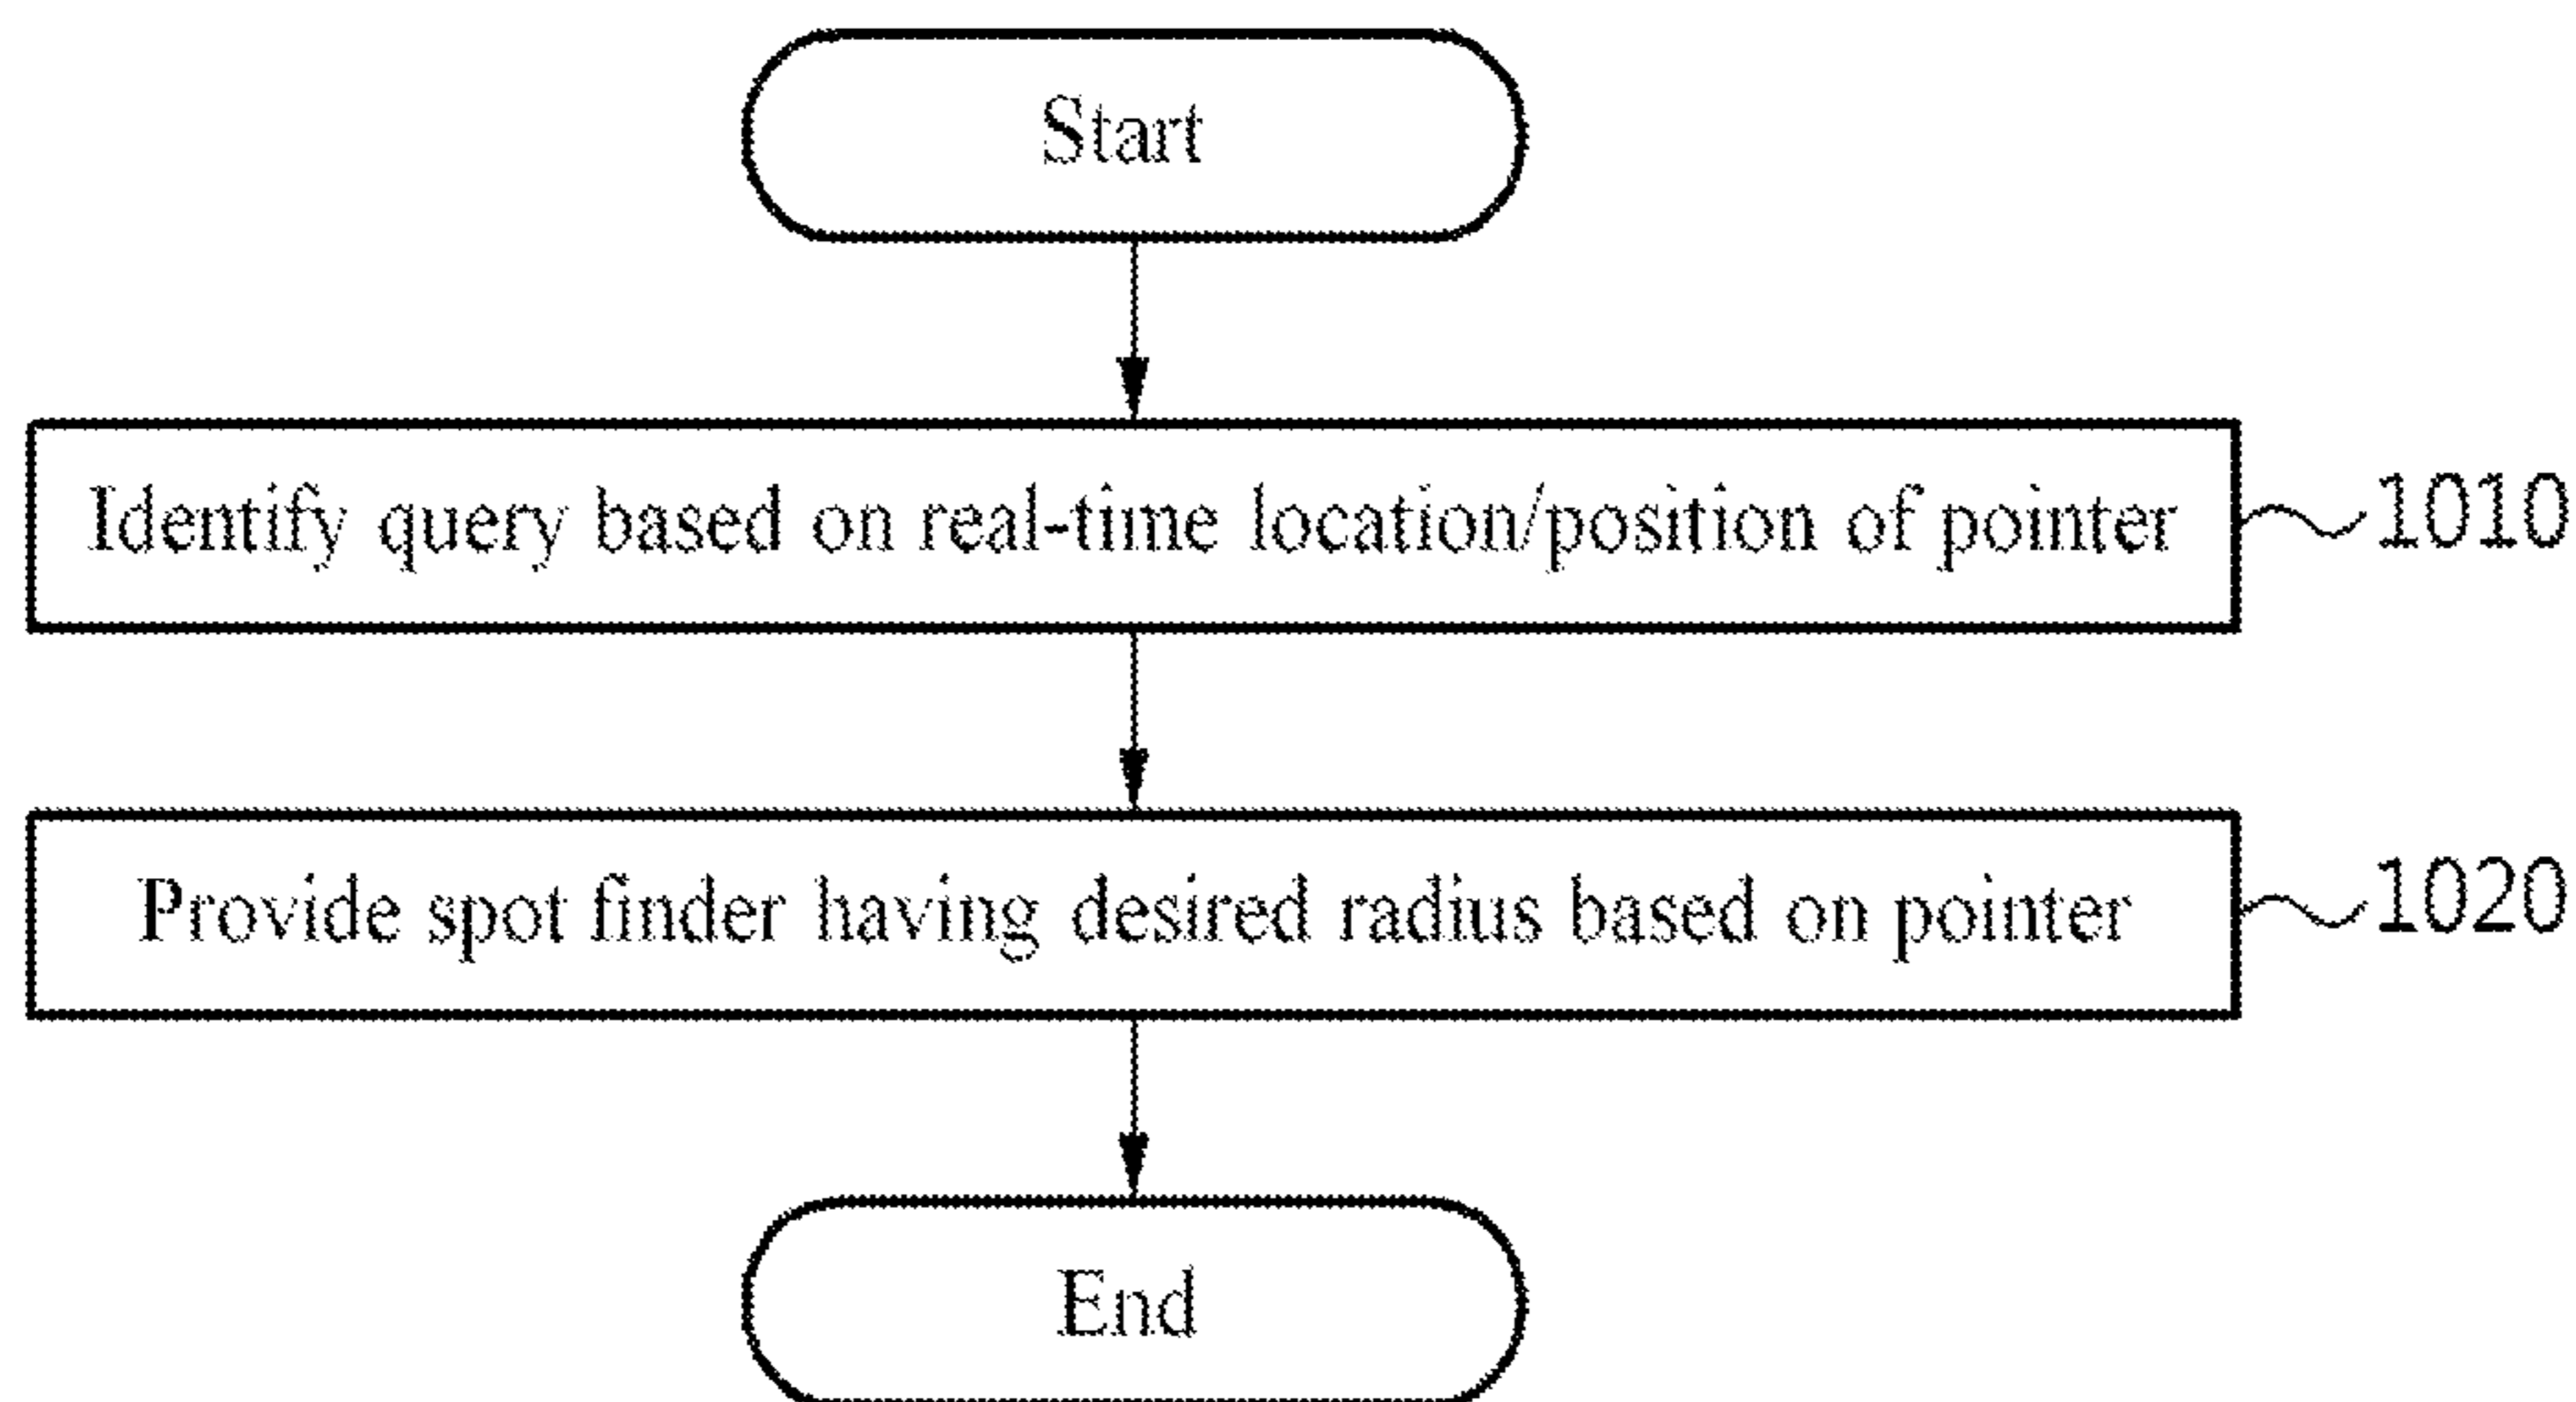 Start
Identify query based on real-time location/position of pointer
1010
Provide spot finder having desired radius based on pointer
1020
End